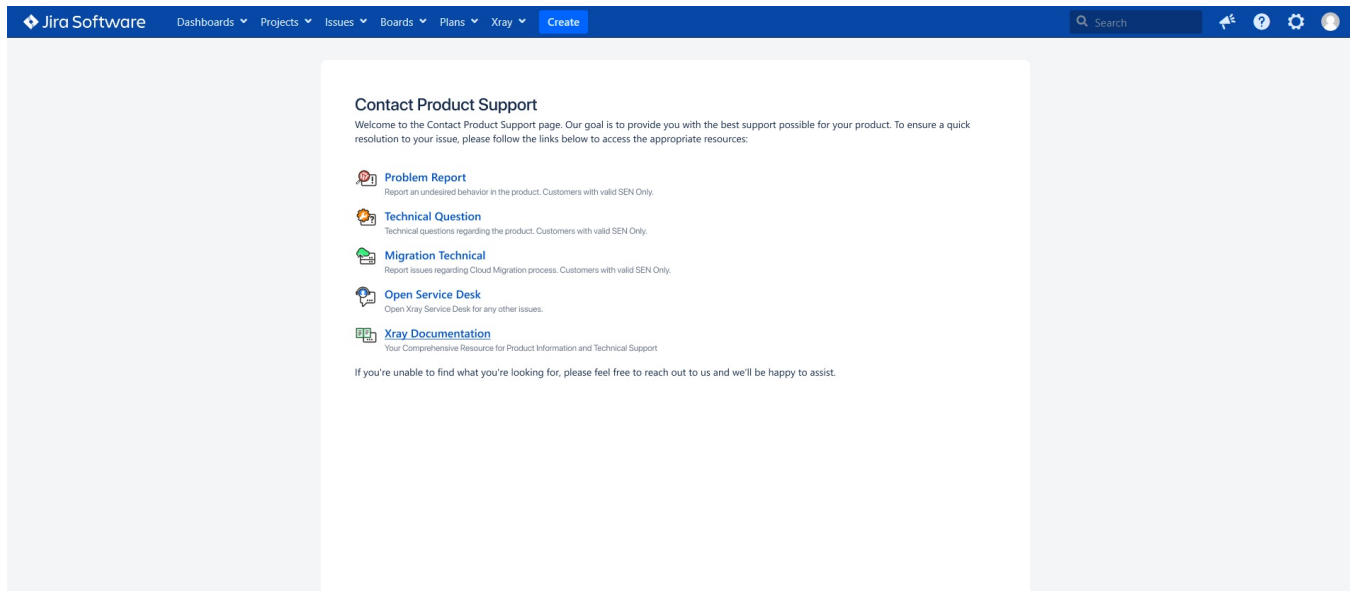 Jira Software Dashboards Projects Issues Boards Plans Xray Create Search
Contact Product Support
Welcome to the Contact Product Support page. Our goal is to provide you with the best support possible for your product. To ensure a quick
resolution to your issue, please follow the links below to access the appropriate resources:
Problem Report
Report an undesired behavior in the product. Customers with valid SEN Only.
Technical Question
Technical questions regarding the product. Customers with valid SEN Only.
Migration Technical
Report issues regarding Cloud Migration process. Customers with valid SEN Only.
Open Service Desk
Open Xray Service Desk for any other issues.
Xray Documentation
Your Comprehensive Resource for Product Information and Technical Support
If you're unable to find what you're looking for, please feel free to reach out to us and we'll be happy to assist.